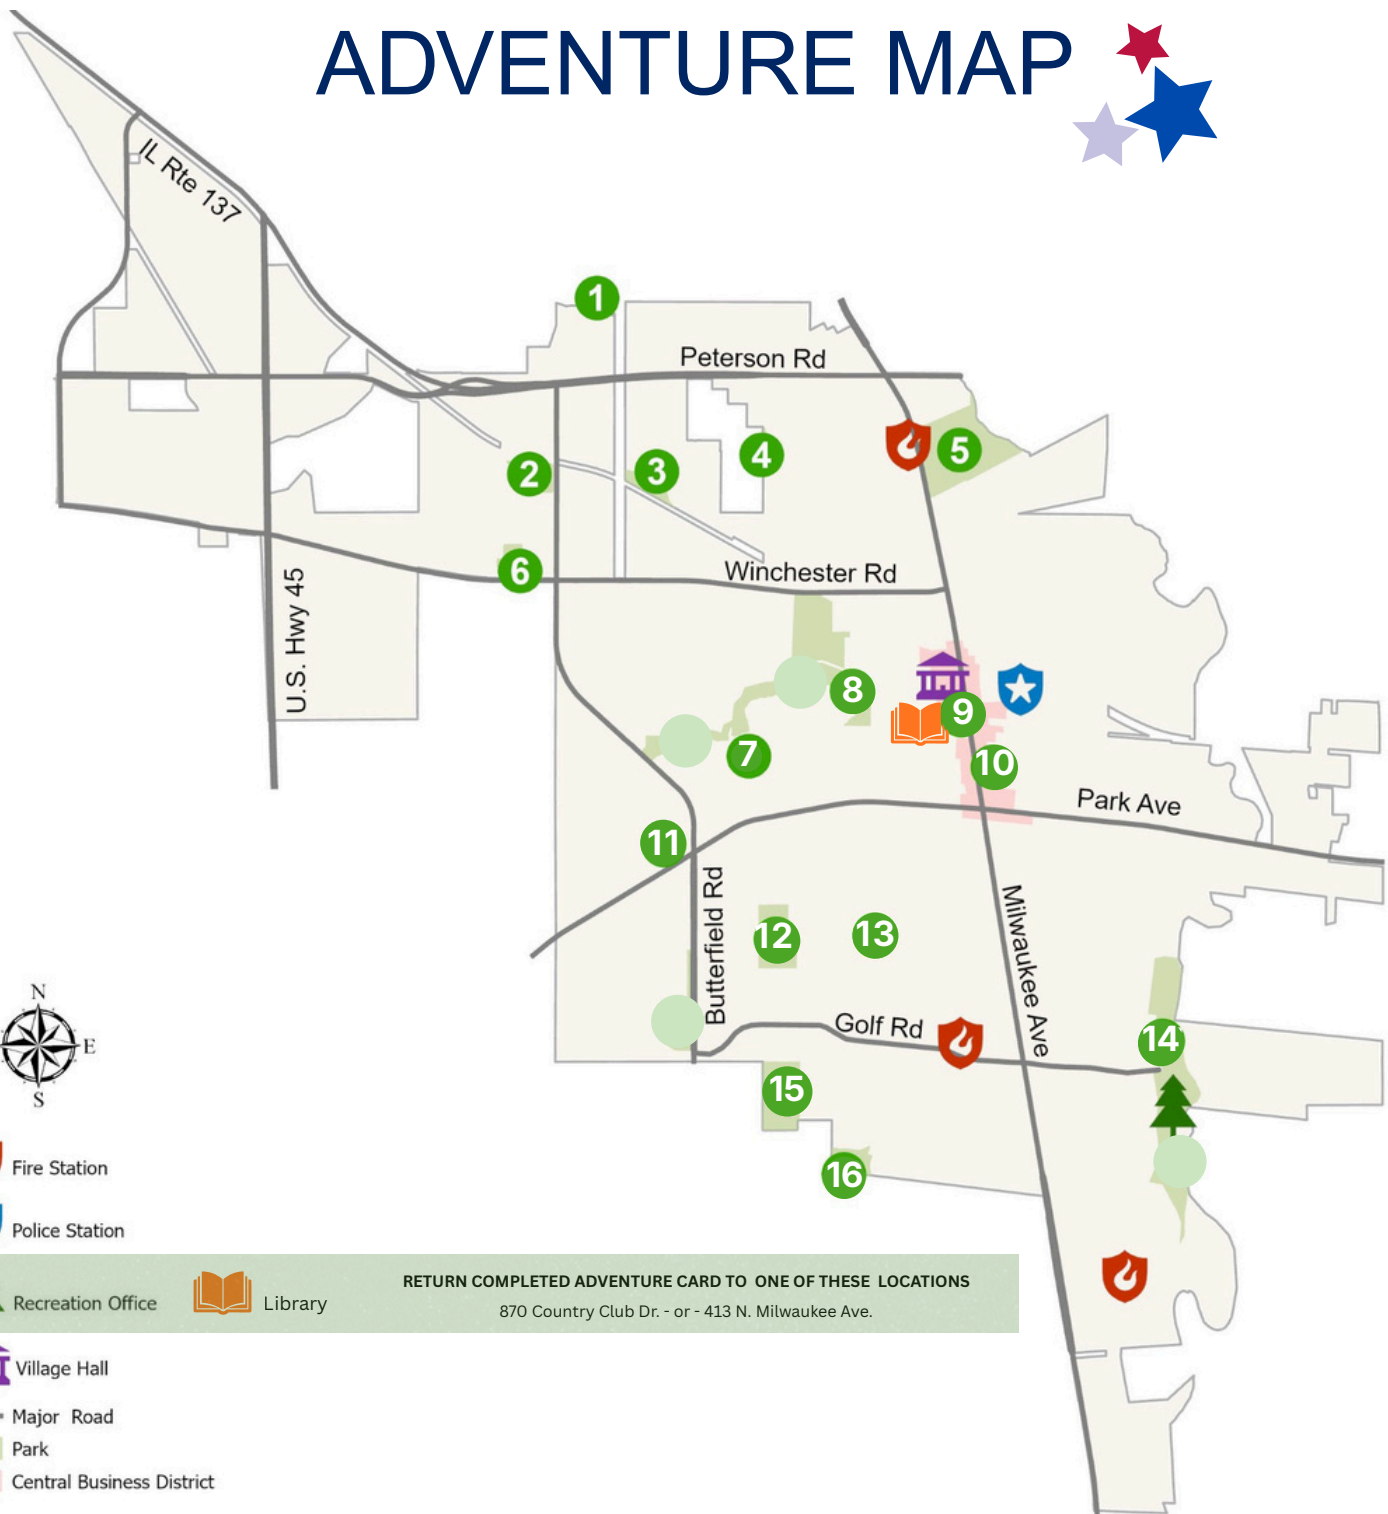 ADVENTURE MAP
IL Rte 137
1
Peterson Rd
2
3
4
5
6
Winchester Rd
U.S. Hwy 45
8
9
7
10
Park Ave
11
Butterfield Rd
12
13
Milwaukee Ave
Golf Rd
14
15
16
N
E
S
Fire Station
Police Station
Recreation Office
Library
RETURN COMPLETED ADVENTURE CARD TO ONE OF THESE LOCATIONS
870 Country Club Dr. - or - 413 N. Milwaukee Ave.
Village Hall
Major Road
Park
Central Business District